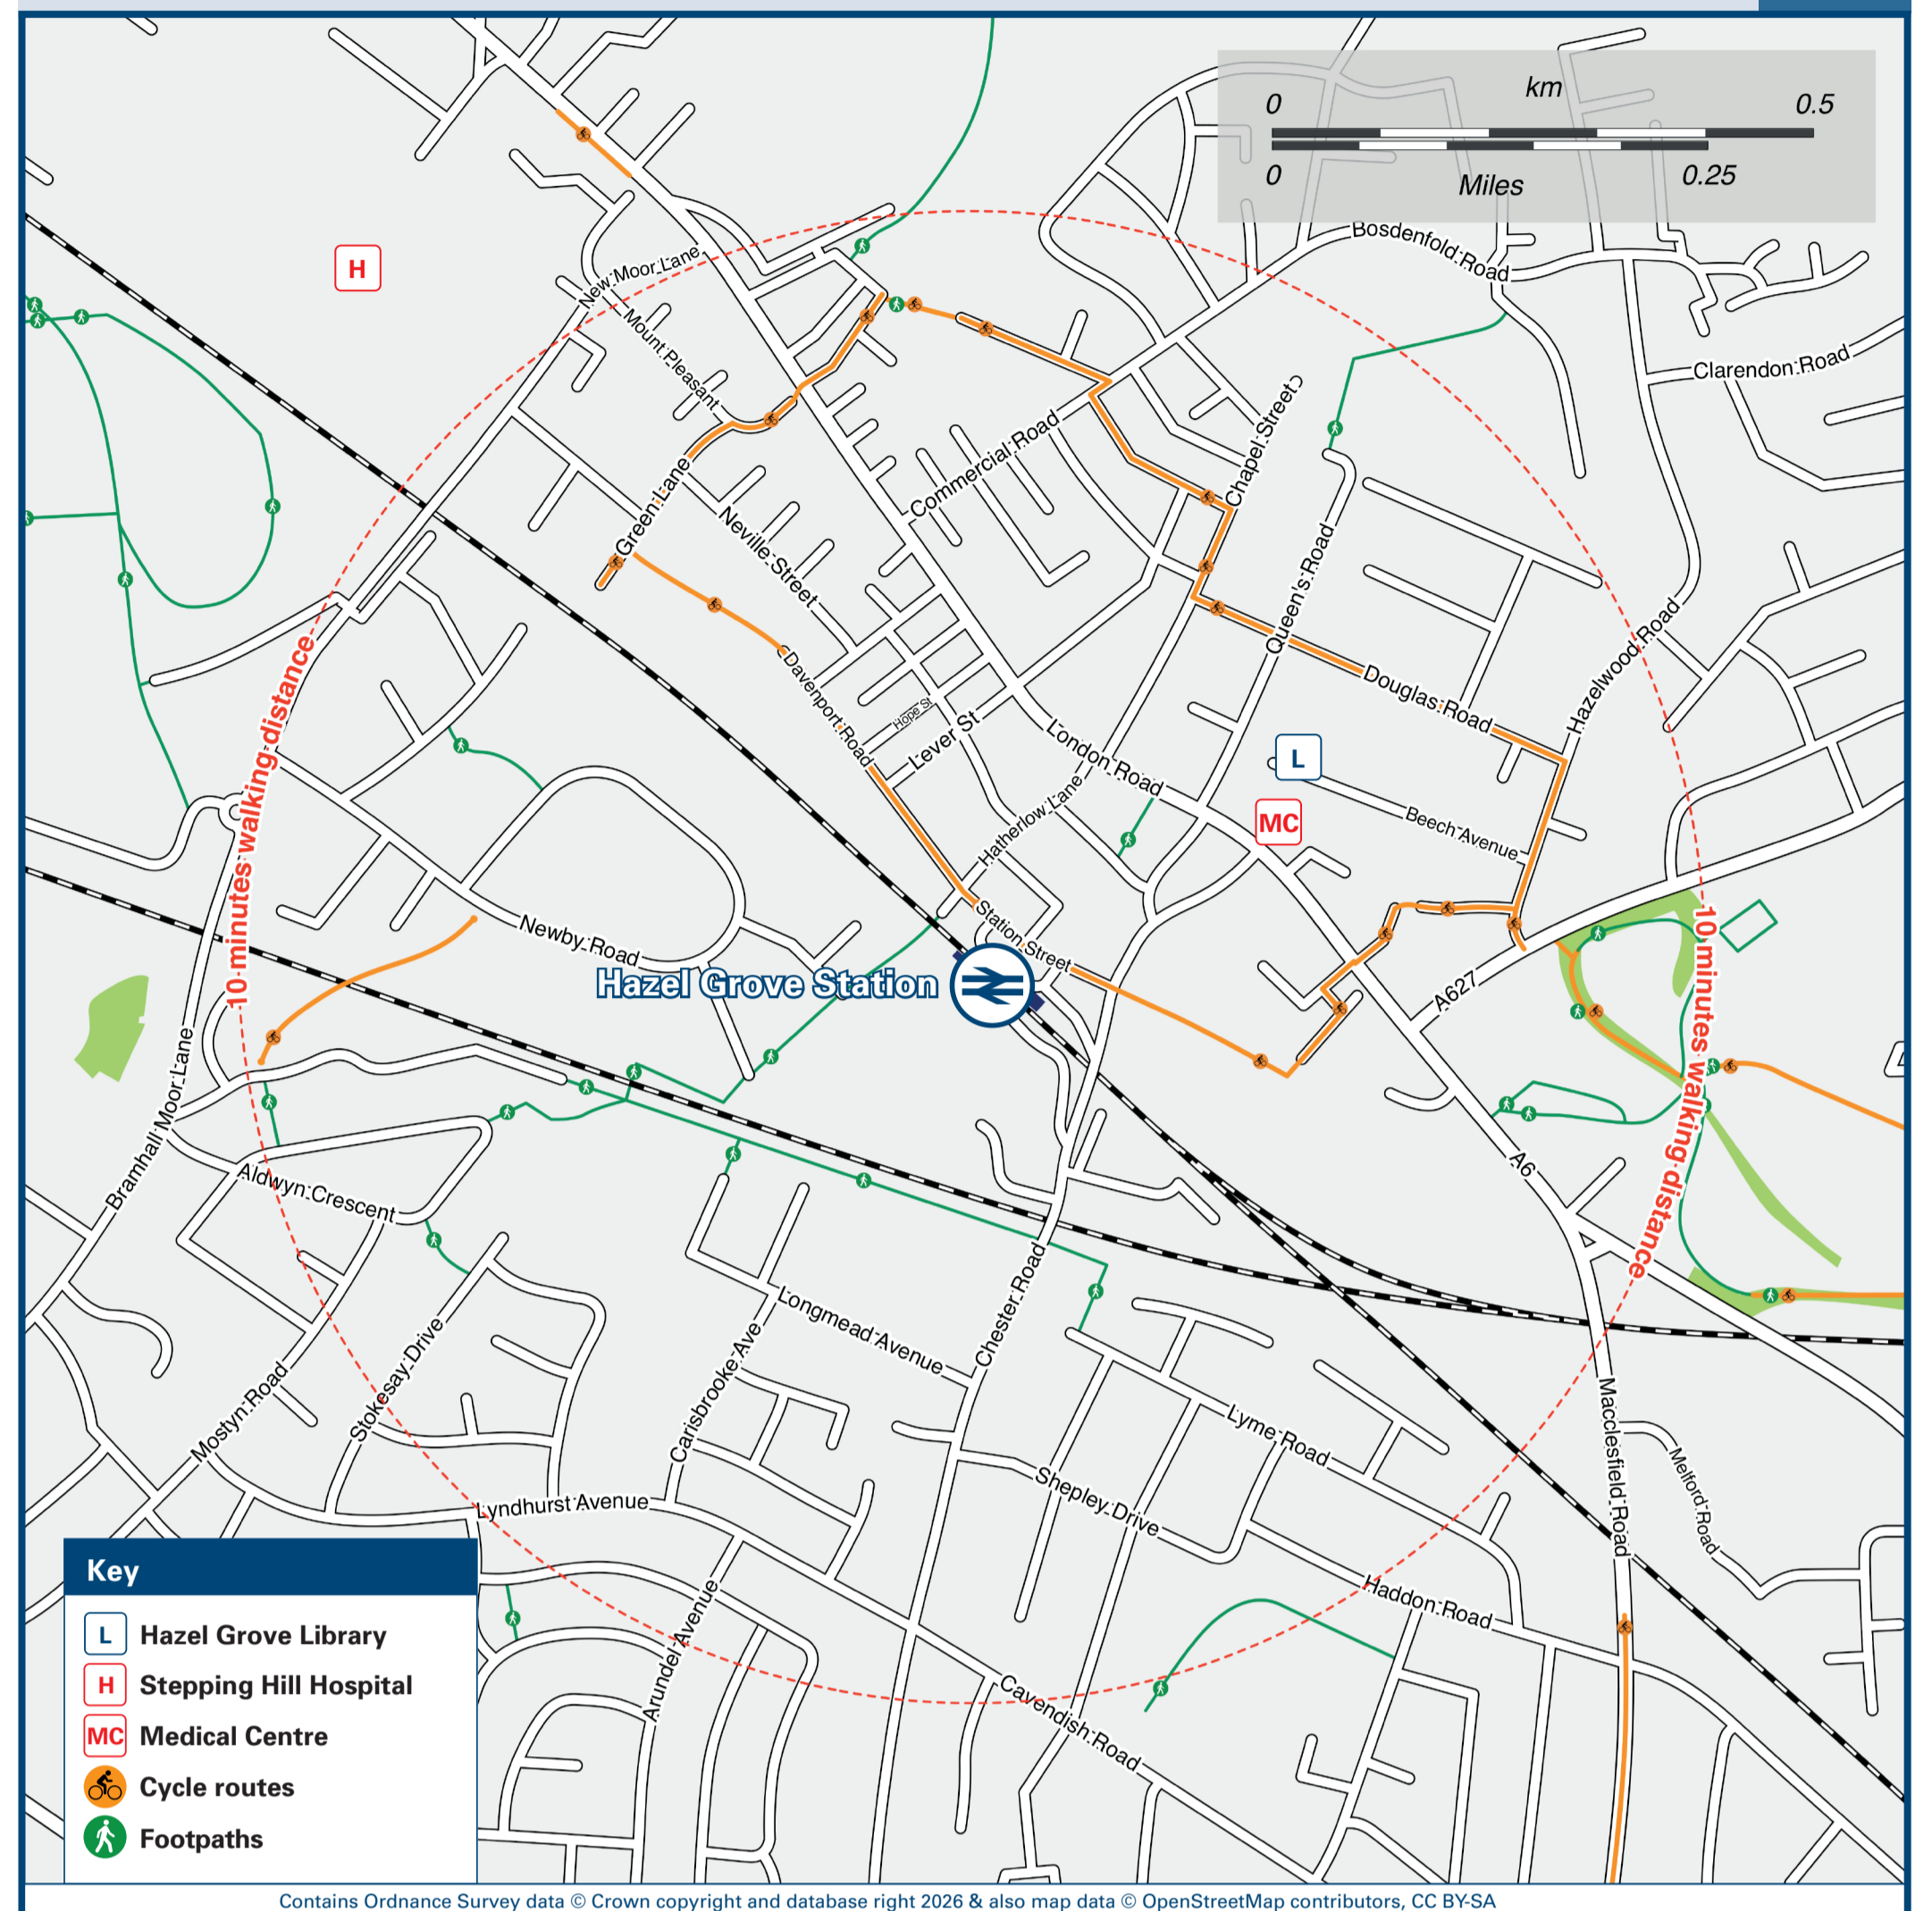 km
0 0.5
0 Miles 0.25
Bosdenfold Road
H
New Moor Lane
Mount Pleasant
Clarendon Road
Chapel Street
Commercial Road
Green Lane
Neville Street
Queen's Road
Hazelwood Road
Davenport Road
Douglas Road
Hope St
Lever St
London Road
L
10 minutes walking distance
Hatherlow Lane
MC
Beech Avenue
Station Street
Newby Road
Hazel Grove Station
A627
10 minutes walking distance
Bramhall Moor Lane
A6
Aldwyn Crescent
Chester Road
Longmead Avenue
Carisbrooke Ave
Stokesay Drive
Mostyn Road
Lyme Road
Macclesfield Road
Melford Road
Shepley Drive
Lyndhurst Avenue
Haddon Road
Arundel Avenue
Cavendish Road
Key
L Hazel Grove Library
H Stepping Hill Hospital
MC Medical Centre
Cycle routes
Footpaths
Contains Ordnance Survey data © Crown copyright and database right 2026 & also map data © OpenStreetMap contributors, CC BY-SA